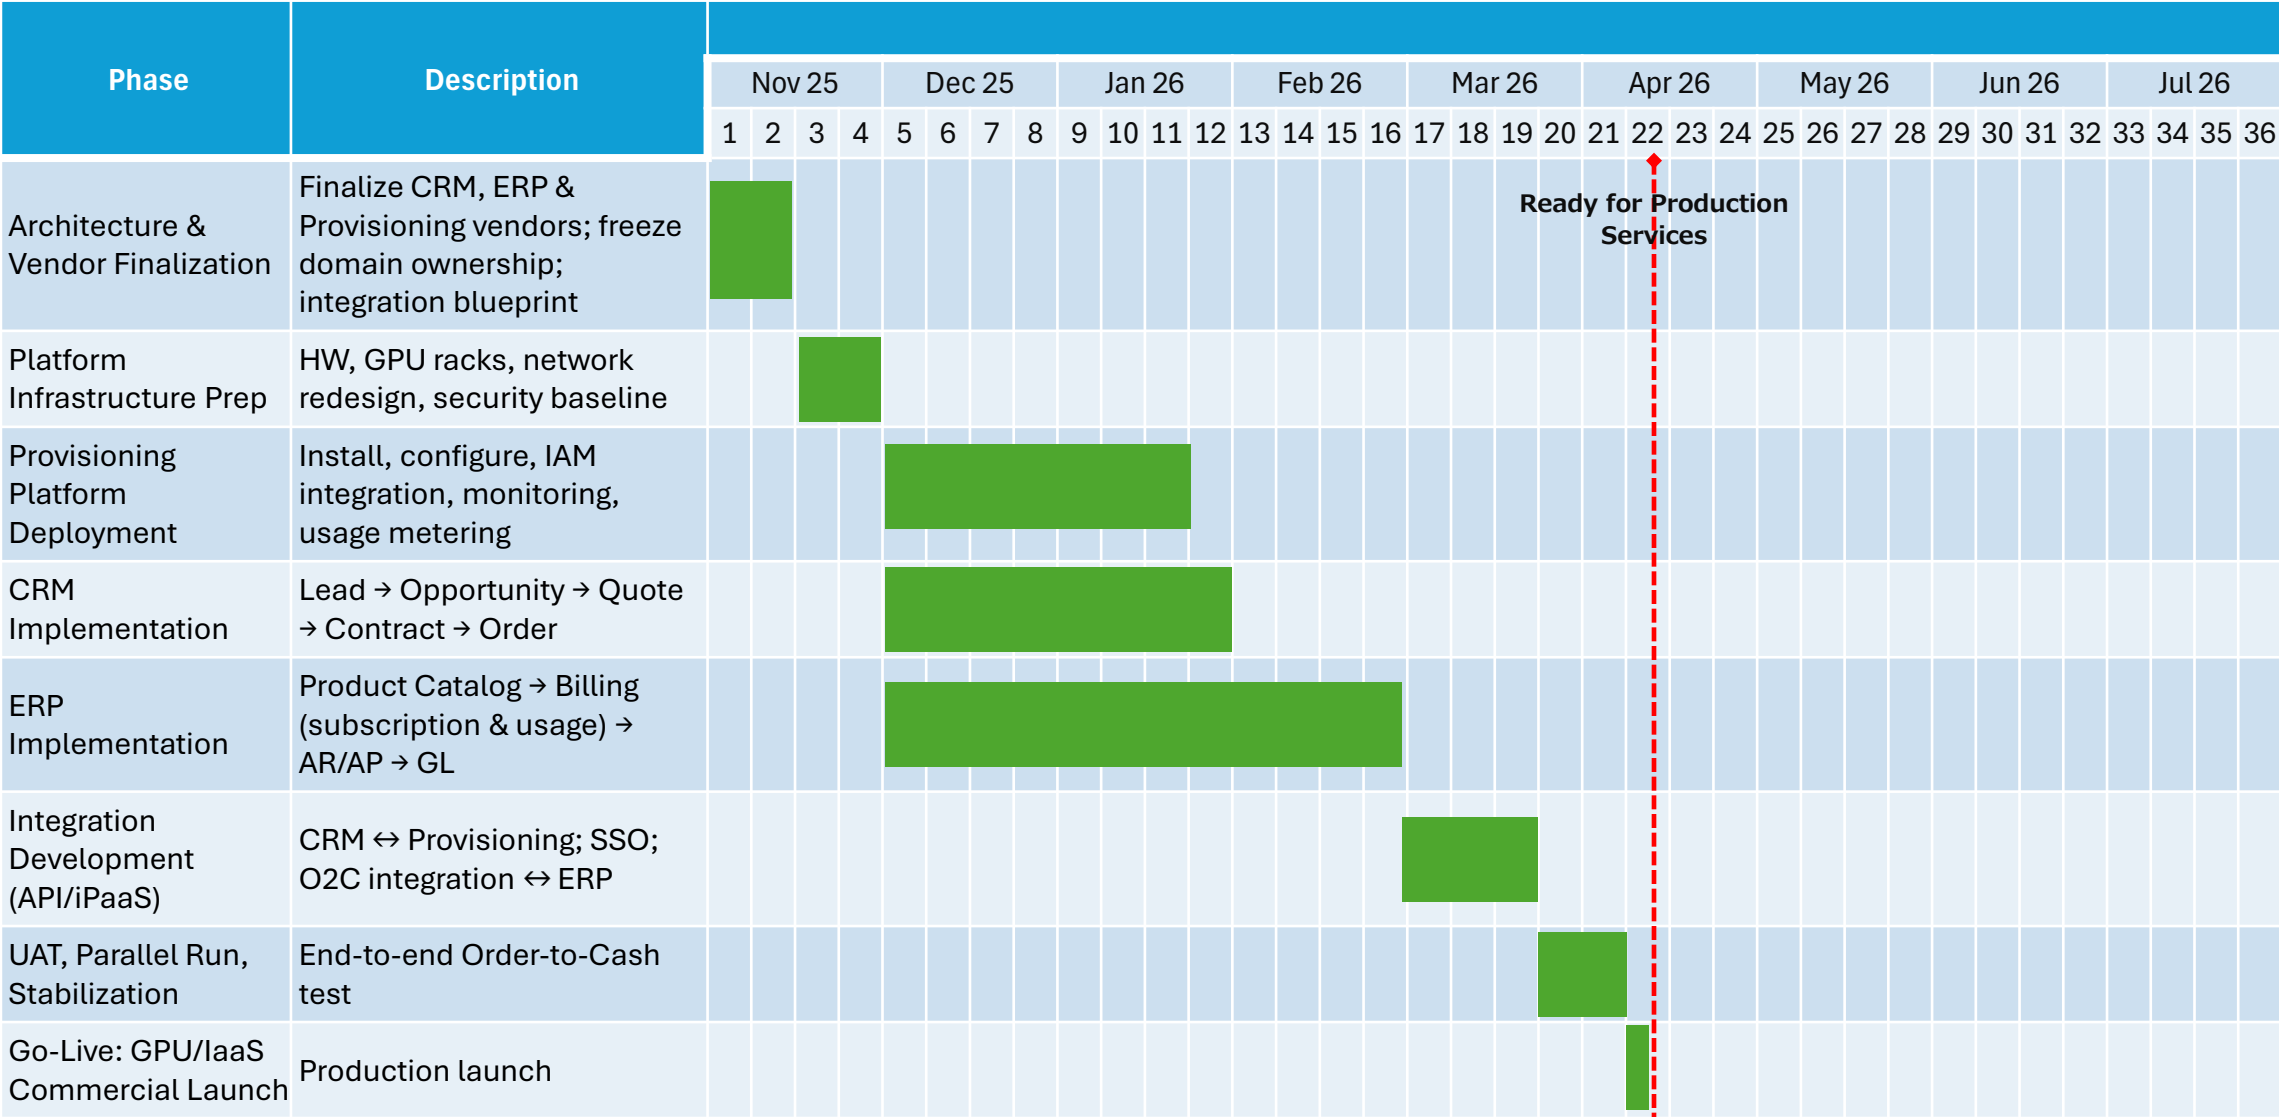 Phase
Description
Nov 25 Dec 25 Jan 26 Feb 26 Mar 26 Apr 26 May 26 Jun 26 Jul 26
1 2 3 4 5 6 7 8 9 10 11 12 13 14 15 16 17 18 19 20 21 22 23 24 25 26 27 28 29 30 31 32 33 34 35 36
Ready for Production
Services
Architecture &
Vendor Finalization
Finalize CRM, ERP &
Provisioning vendors; freeze
domain ownership;
integration blueprint
Platform
Infrastructure Prep
HW, GPU racks, network
redesign, security baseline
Provisioning
Platform
Deployment
Install, configure, IAM
integration, monitoring,
usage metering
CRM
Implementation
Lead → Opportunity → Quote
→ Contract → Order
ERP
Implementation
Product Catalog → Billing
(subscription & usage) →
AR/AP → GL
Integration
Development
(API/iPaaS)
CRM ↔ Provisioning; SSO;
O2C integration ↔ ERP
UAT, Parallel Run,
Stabilization
End-to-end Order-to-Cash
test
Go-Live: GPU/IaaS
Commercial Launch
Production launch